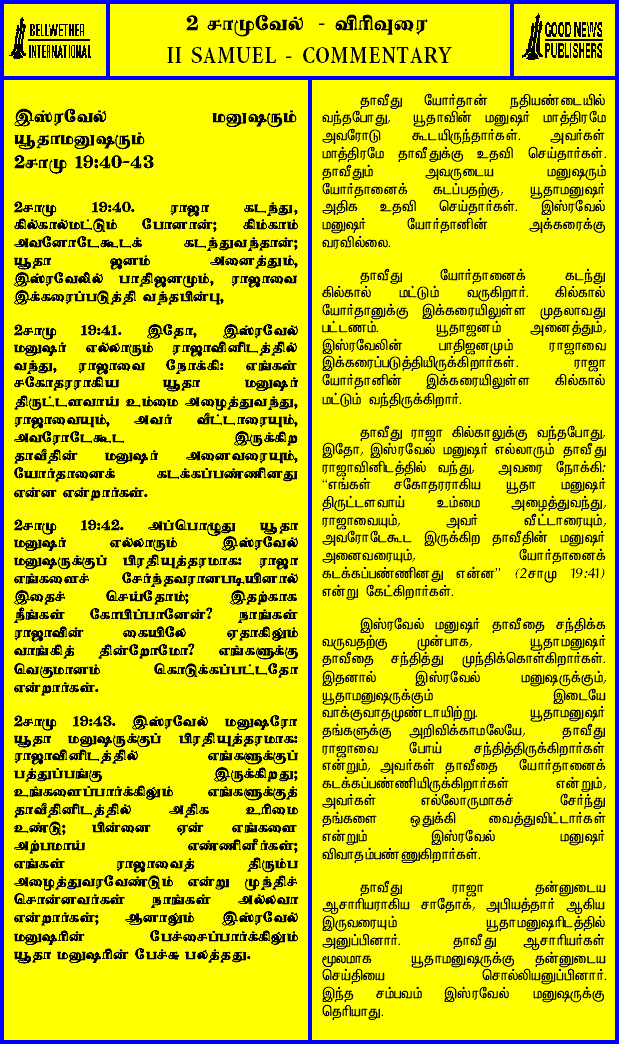 BELLWETHER
INTERNATIONAL
2 சாமுவேல் - விரிவுரை
II SAMUEL - COMMENTARY
GOOD NEWS
PUBLISHERS
இஸ்ரவேல் மனுஷரும்
யூதாமனுஷரும்
2சாமு 19:40-43
2சாமு 19:40. ராஜா கடந்து,
கில்கால்மட்டும் போனான்; கிம்காம்
அவனோடேகூடக் கடந்துவந்தான்;
யூதா ஜனம் அனைத்தும்,
இஸ்ரவேலில் பாதிஜனமும், ராஜாவை
இக்கரைப்படுத்தி வந்தபின்பு,
2சாமு 19:41. இதோ, இஸ்ரவேல்
மனுஷர் எல்லாரும் ராஜாவினிடத்தில்
வந்து, ராஜாவை நோக்கி: எங்கள்
சகோதரராகிய யூதா மனுஷர்
திருட்டளவாய் உம்மை அழைத்துவந்து,
ராஜாவையும், அவர் வீட்டாரையும்,
அவரோடேகூட இருக்கிற
தாவீதின் மனுஷர் அனைவரையும்,
யோர்தானைக் கடக்கப்பண்ணினது
என்ன என்றார்கள்.
2சாமு 19:42. அப்பொழுது யூதா
மனுஷர் எல்லாரும் இஸ்ரவேல்
மனுஷருக்குப் பிரதியுத்தரமாக: ராஜா
எங்களைச் சேர்ந்தவரானபடியினால்
இதைச் செய்தோம்; இதற்காக
நீங்கள் கோபிப்பானேன்? நாங்கள்
ராஜாவின் கையிலே ஏதாகிலும்
வாங்கித் தின்றோமோ? எங்களுக்கு
வெகுமானம் கொடுக்கப்பட்டதோ
என்றார்கள்.
2சாமு 19:43. இஸ்ரவேல் மனுஷரோ
யூதா மனுஷருக்குப் பிரதியுத்தரமாக:
ராஜாவினிடத்தில் எங்களுக்குப்
பத்துப்பங்கு இருக்கிறது;
உங்களைப்பார்க்கிலும் எங்களுக்குத்
தாவீதினிடத்தில் அதிக உரிமை
உண்டு; பின்னை ஏன் எங்களை
அற்பமாய் எண்ணினீர்கள்;
எங்கள் ராஜாவைத் திரும்ப
அழைத்துவரவேண்டும் என்று முந்திச்
சொன்னவர்கள் நாங்கள் அல்லவா
என்றார்கள்; ஆனாலும் இஸ்ரவேல்
மனுஷரின் பேச்சைப்பார்க்கிலும்
யூதா மனுஷரின் பேச்சு பலத்தது.
தாவீது யோர்தான் நதியண்டையில்
வந்தபோது, யூதாவின் மனுஷர் மாத்திரமே
அவரோடு கூடயிருந்தார்கள். அவர்கள்
மாத்திரமே தாவீதுக்கு உதவி செய்தார்கள்.
தாவீதும் அவருடைய மனுஷரும்
யோர்தானைக் கடப்பதற்கு, யூதாமனுஷர்
அதிக உதவி செய்தார்கள். இஸ்ரவேல்
மனுஷர் யோர்தானின் அக்கரைக்கு
வரவில்லை.
தாவீது யோர்தானைக் கடந்து
கில்கால் மட்டும் வருகிறார். கில்கால்
யோர்தானுக்கு இக்கரையிலுள்ள முதலாவது
பட்டணம். யூதாஜனம் அனைத்தும்,
இஸ்ரவேலின் பாதிஜனமும் ராஜாவை
இக்கரைப்படுத்தியிருக்கிறார்கள். ராஜா
யோர்தானின் இக்கரையிலுள்ள கில்கால்
மட்டும் வந்திருக்கிறார்.
தாவீது ராஜா கில்காலுக்கு வந்தபோது,
இதோ, இஸ்ரவேல் மனுஷர் எல்லாரும் தாவீது
ராஜாவினிடத்தில் வந்து, அவரை நோக்கி:
"எங்கள் சகோதரராகிய யூதா மனுஷர்
திருட்டளவாய் உம்மை அழைத்துவந்து,
ராஜாவையும், அவர் வீட்டாரையும்,
அவரோடேகூட இருக்கிற தாவீதின் மனுஷர்
அனைவரையும், யோர்தானைக்
கடக்கப்பண்ணினது என்ன" (2சாமு 19:41)
என்று கேட்கிறார்கள்.
இஸ்ரவேல் மனுஷர் தாவீதை சந்திக்க
வருவதற்கு முன்பாக, யூதாமனுஷர்
தாவீதை சந்தித்து முந்திக்கொள்கிறார்கள்.
இதனால் இஸ்ரவேல் மனுஷருக்கும்,
யூதாமனுஷருக்கும் இடையே
வாக்குவாதமுண்டாயிற்று. யூதாமனுஷர்
தங்களுக்கு அறிவிக்காமலேயே, தாவீது
ராஜாவை போய் சந்தித்திருக்கிறார்கள்
என்றும், அவர்கள் தாவீதை யோர்தானைக்
கடக்கப்பண்ணியிருக்கிறார்கள் என்றும்,
அவர்கள் எல்லோருமாகச் சேர்ந்து
தங்களை ஒதுக்கி வைத்துவிட்டார்கள்
என்றும் இஸ்ரவேல் மனுஷர்
விவாதம்பண்ணுகிறார்கள்.
தாவீது ராஜா தன்னுடைய
ஆசாரியராகிய சாதோக், அபியத்தார் ஆகிய
இருவரையும் யூதாமனுஷரிடத்தில்
அனுப்பினார். தாவீது ஆசாரியர்கள்
மூலமாக யூதாமனுஷருக்கு தன்னுடைய
செய்தியை சொல்லியனுப்பினார்.
இந்த சம்பவம் இஸ்ரவேல் மனுஷருக்கு
தெரியாது.